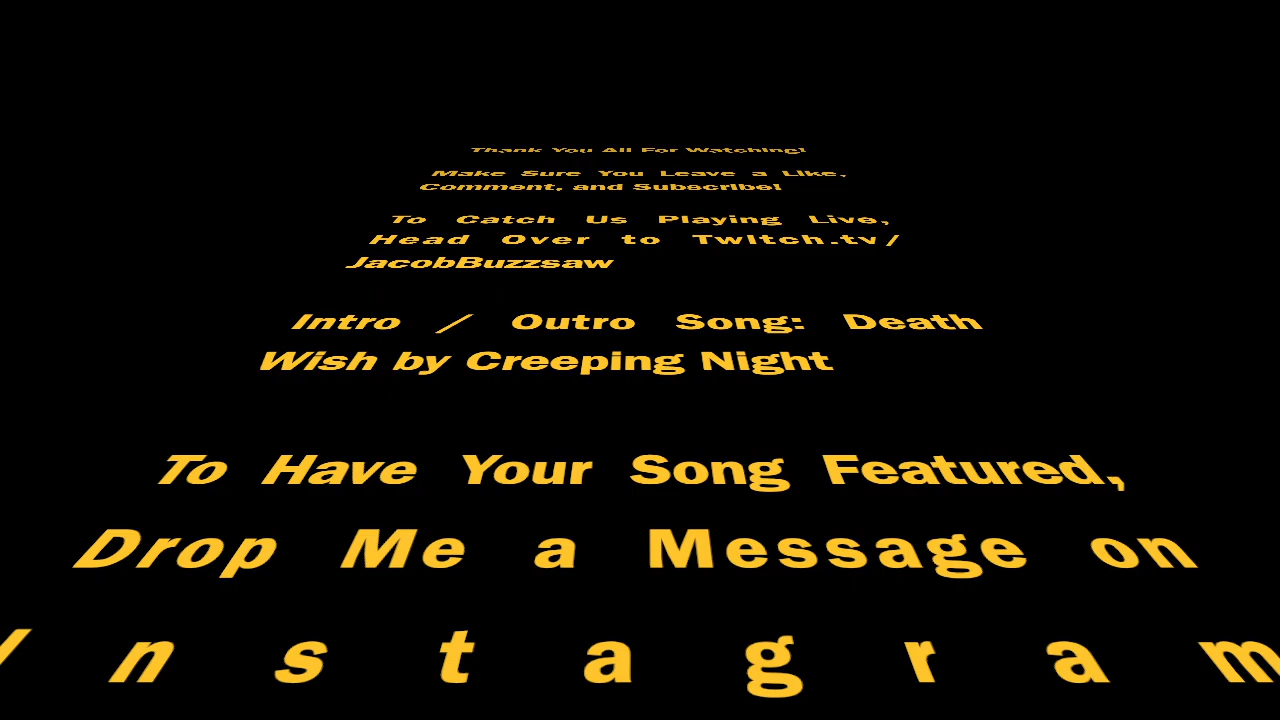 Thank You All For Watching!
Make Sure You Leave a Like,
Comment, and Subscribe!
To Catch Us Playing Live,
Head Over to Twitch.tv/
JacobBuzzsaw
Intro / Outro Song: Death
Wish by Creeping Night
To Have Your Song Featured,
Drop Me a Message on
Instagram